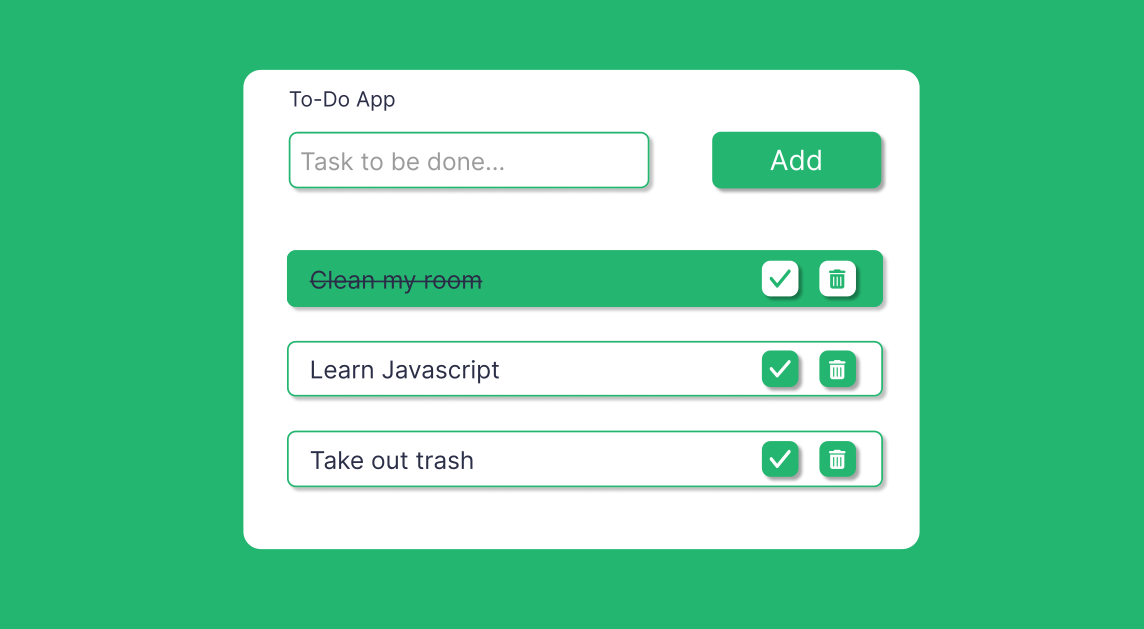 To-Do App
Task to be done...
Add
Clean my room
Learn Javascript
Take out trash